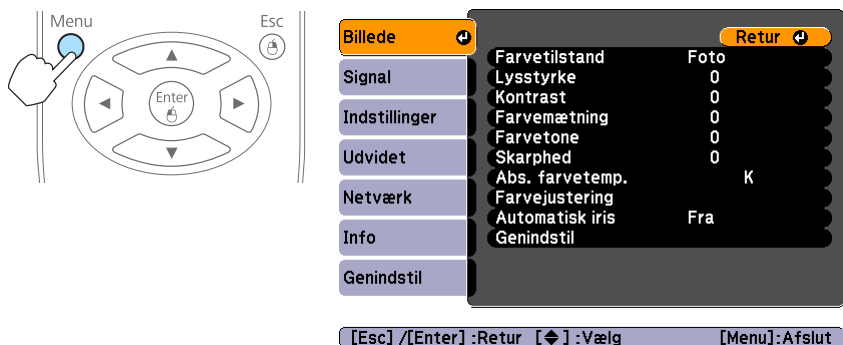 Menu
Esc
Enter
Billede
Signal
Indstillinger
Udvidet
Netværk
Info
Genindstil
Retur
Farvetilstand Foto
Lysstyrke 0
Kontrast 0
Farvemætning 0
Farvetone 0
Skarphed 0
Abs. farvetemp. K
Farvejustering
Automatisk iris Fra
Genindstil
[Esc] /[Enter] :Retur [◆] :Vælg [Menu]:Afslut